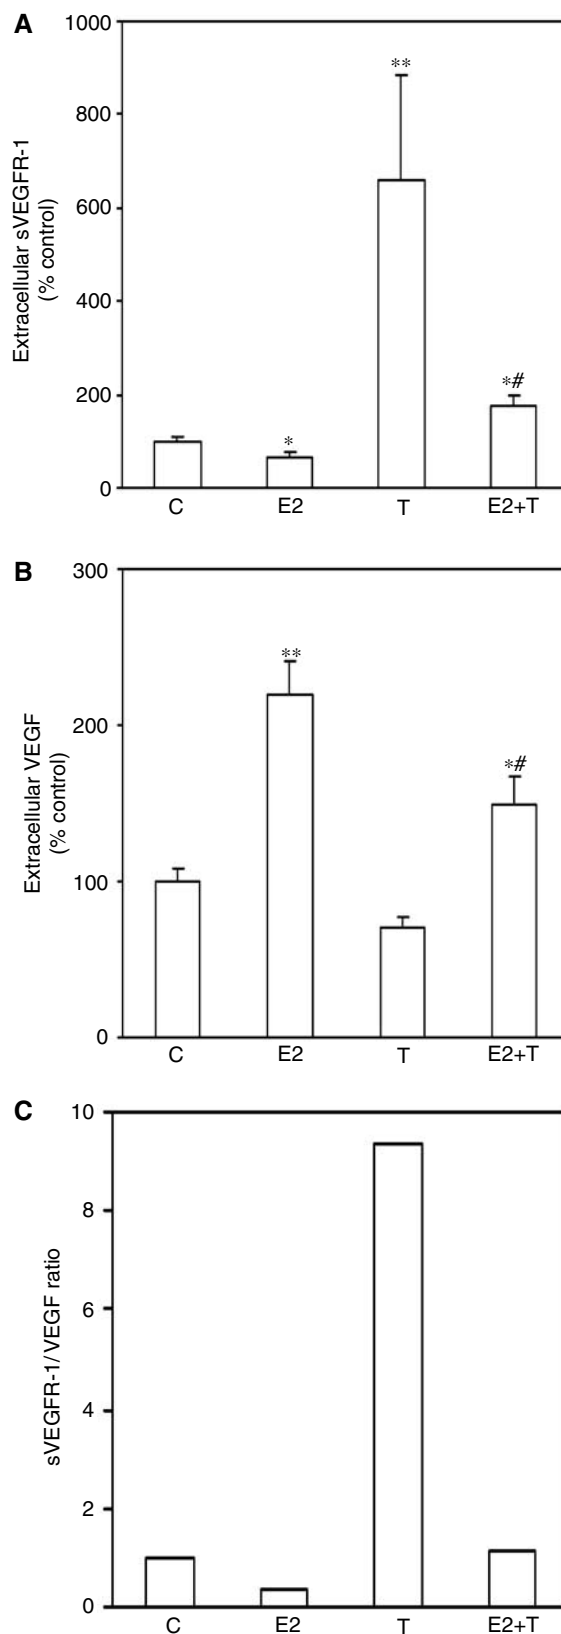 A
1000
800
600
400
200
0
Extracellular sVEGFR-1
(% control)
*
**
*#
C E2 T E2+T
B
300
200
100
0
Extracellular VEGF
(% control)
**
*#
C E2 T E2+T
C
10
8
6
4
2
0
sVEGFR-1/VEGF ratio
C E2 T E2+T